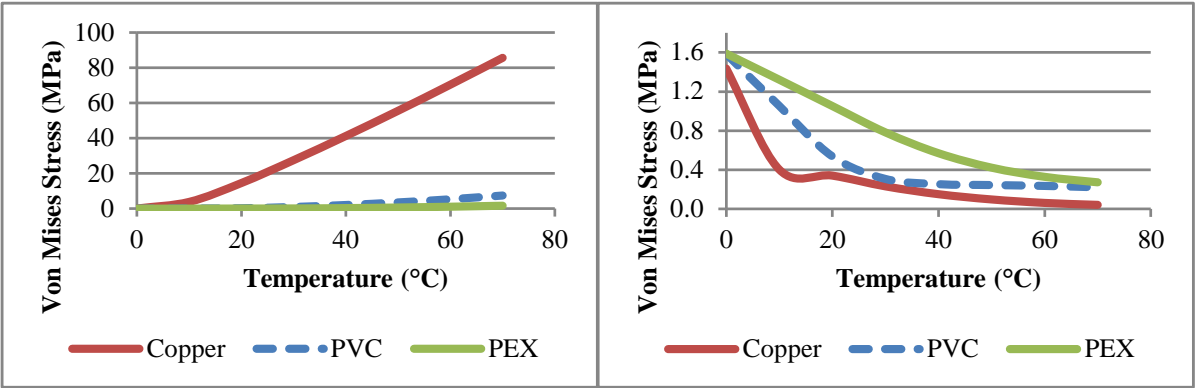 Von Mises Stress (MPa)
100
80
60
40
20
0
0 20 40 60 80
Temperature (°C)
Copper PVC PEX
Von Mises Stress (MPa)
1.6
1.2
0.8
0.4
0.0
0 20 40 60 80
Temperature (°C)
Copper PVC PEX